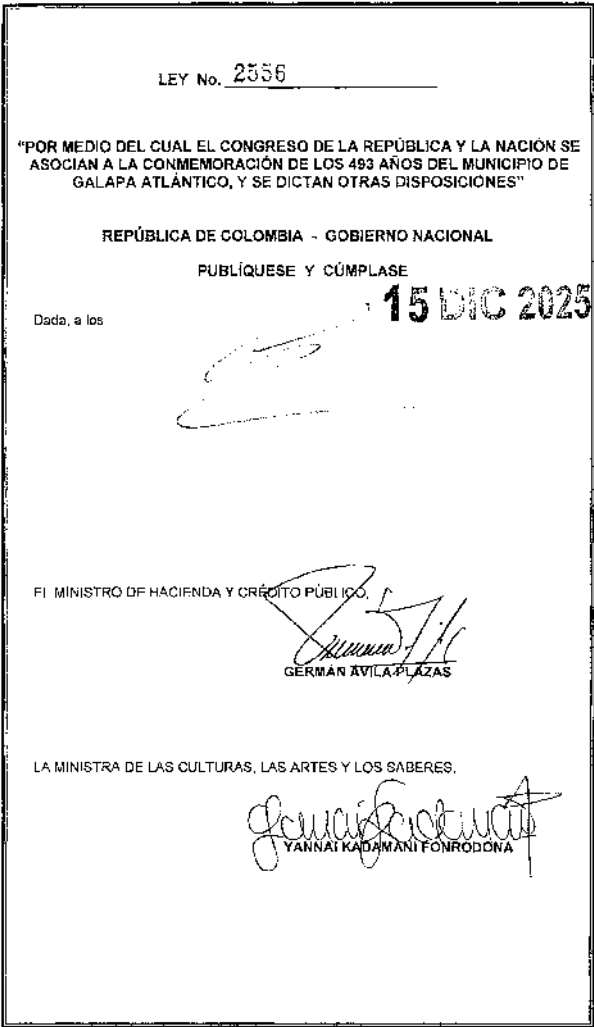 LEY No. 2556
"POR MEDIO DEL CUAL EL CONGRESO DE LA REPÚBLICA Y LA NACIÓN SE
ASOCIAN A LA CONMEMORACIÓN DE LOS 493 AÑOS DEL MUNICIPIO DE
GALAPA ATLÁNTICO, Y SE DICTAN OTRAS DISPOSICIONES"
REPÚBLICA DE COLOMBIA - GOBIERNO NACIONAL
PUBLÍQUESE Y CÚMPLASE
Dada, a los 15 DIC 2025
El MINISTRO DE HACIENDA Y CRÉDITO PÚBLICO,
GERMÁN ÁVILA PLAZAS
LA MINISTRA DE LAS CULTURAS, LAS ARTES Y LOS SABERES,
YANNAI KADAMANI FONRODONA